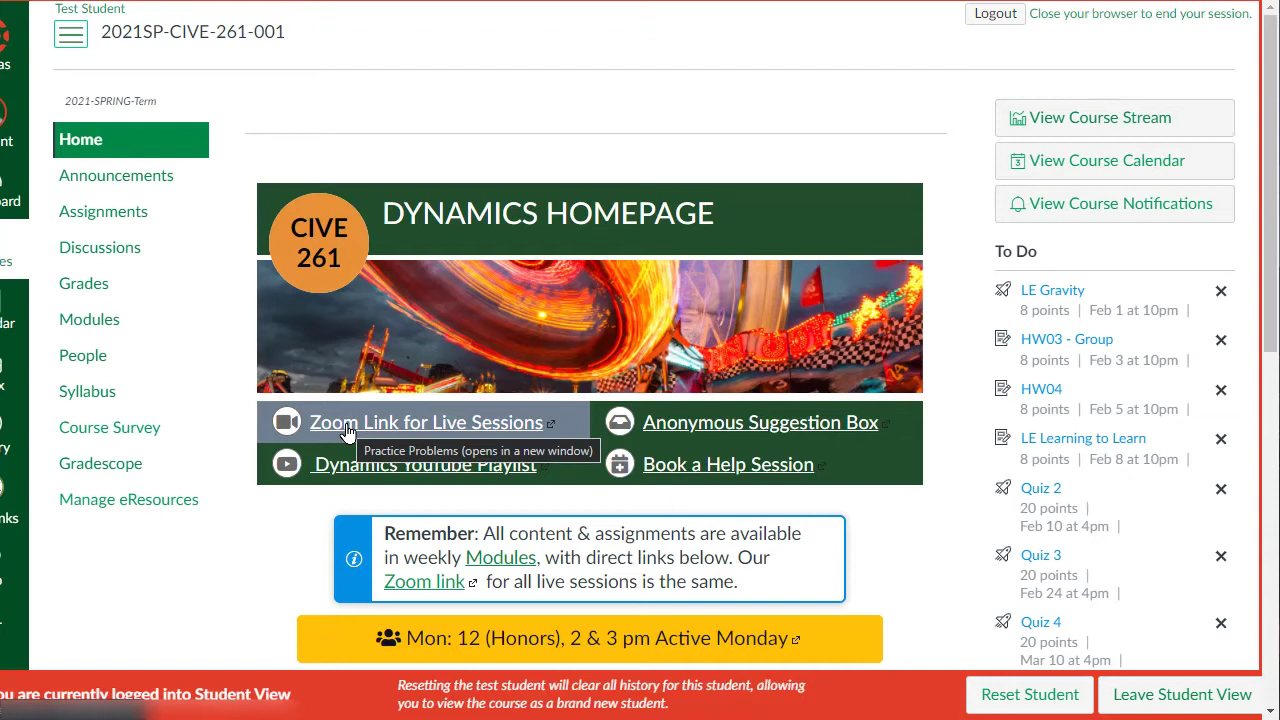 Test Student
2021SP-CIVE-261-001
Logout
Close your browser to end your session.
as
nt
ard
es
dar
x
ry
nks
2021-SPRING-Term
Home
Announcements
Assignments
Discussions
Grades
Modules
People
Syllabus
Course Survey
Gradescope
Manage eResources
CIVE
261
DYNAMICS HOMEPAGE
Zoom Link for Live Sessions
Anonymous Suggestion Box
Practice Problems (opens in a new window)
Dynamics YouTube Playlist
Book a Help Session
Remember: All content & assignments are available
in weekly Modules, with direct links below. Our
Zoom link for all live sessions is the same.
Mon: 12 (Honors), 2 & 3 pm Active Monday
View Course Stream
View Course Calendar
View Course Notifications
To Do
LE Gravity
8 points | Feb 1 at 10pm |
HW03 - Group
8 points | Feb 3 at 10pm |
HW04
8 points | Feb 5 at 10pm |
LE Learning to Learn
8 points | Feb 8 at 10pm |
Quiz 2
20 points |
Feb 10 at 4pm |
Quiz 3
20 points |
Feb 24 at 4pm |
Quiz 4
20 points |
Mar 10 at 4pm |
ou are currently logged into Student View
Resetting the test student will clear all history for this student, allowing
you to view the course as a brand new student.
Reset Student
Leave Student View